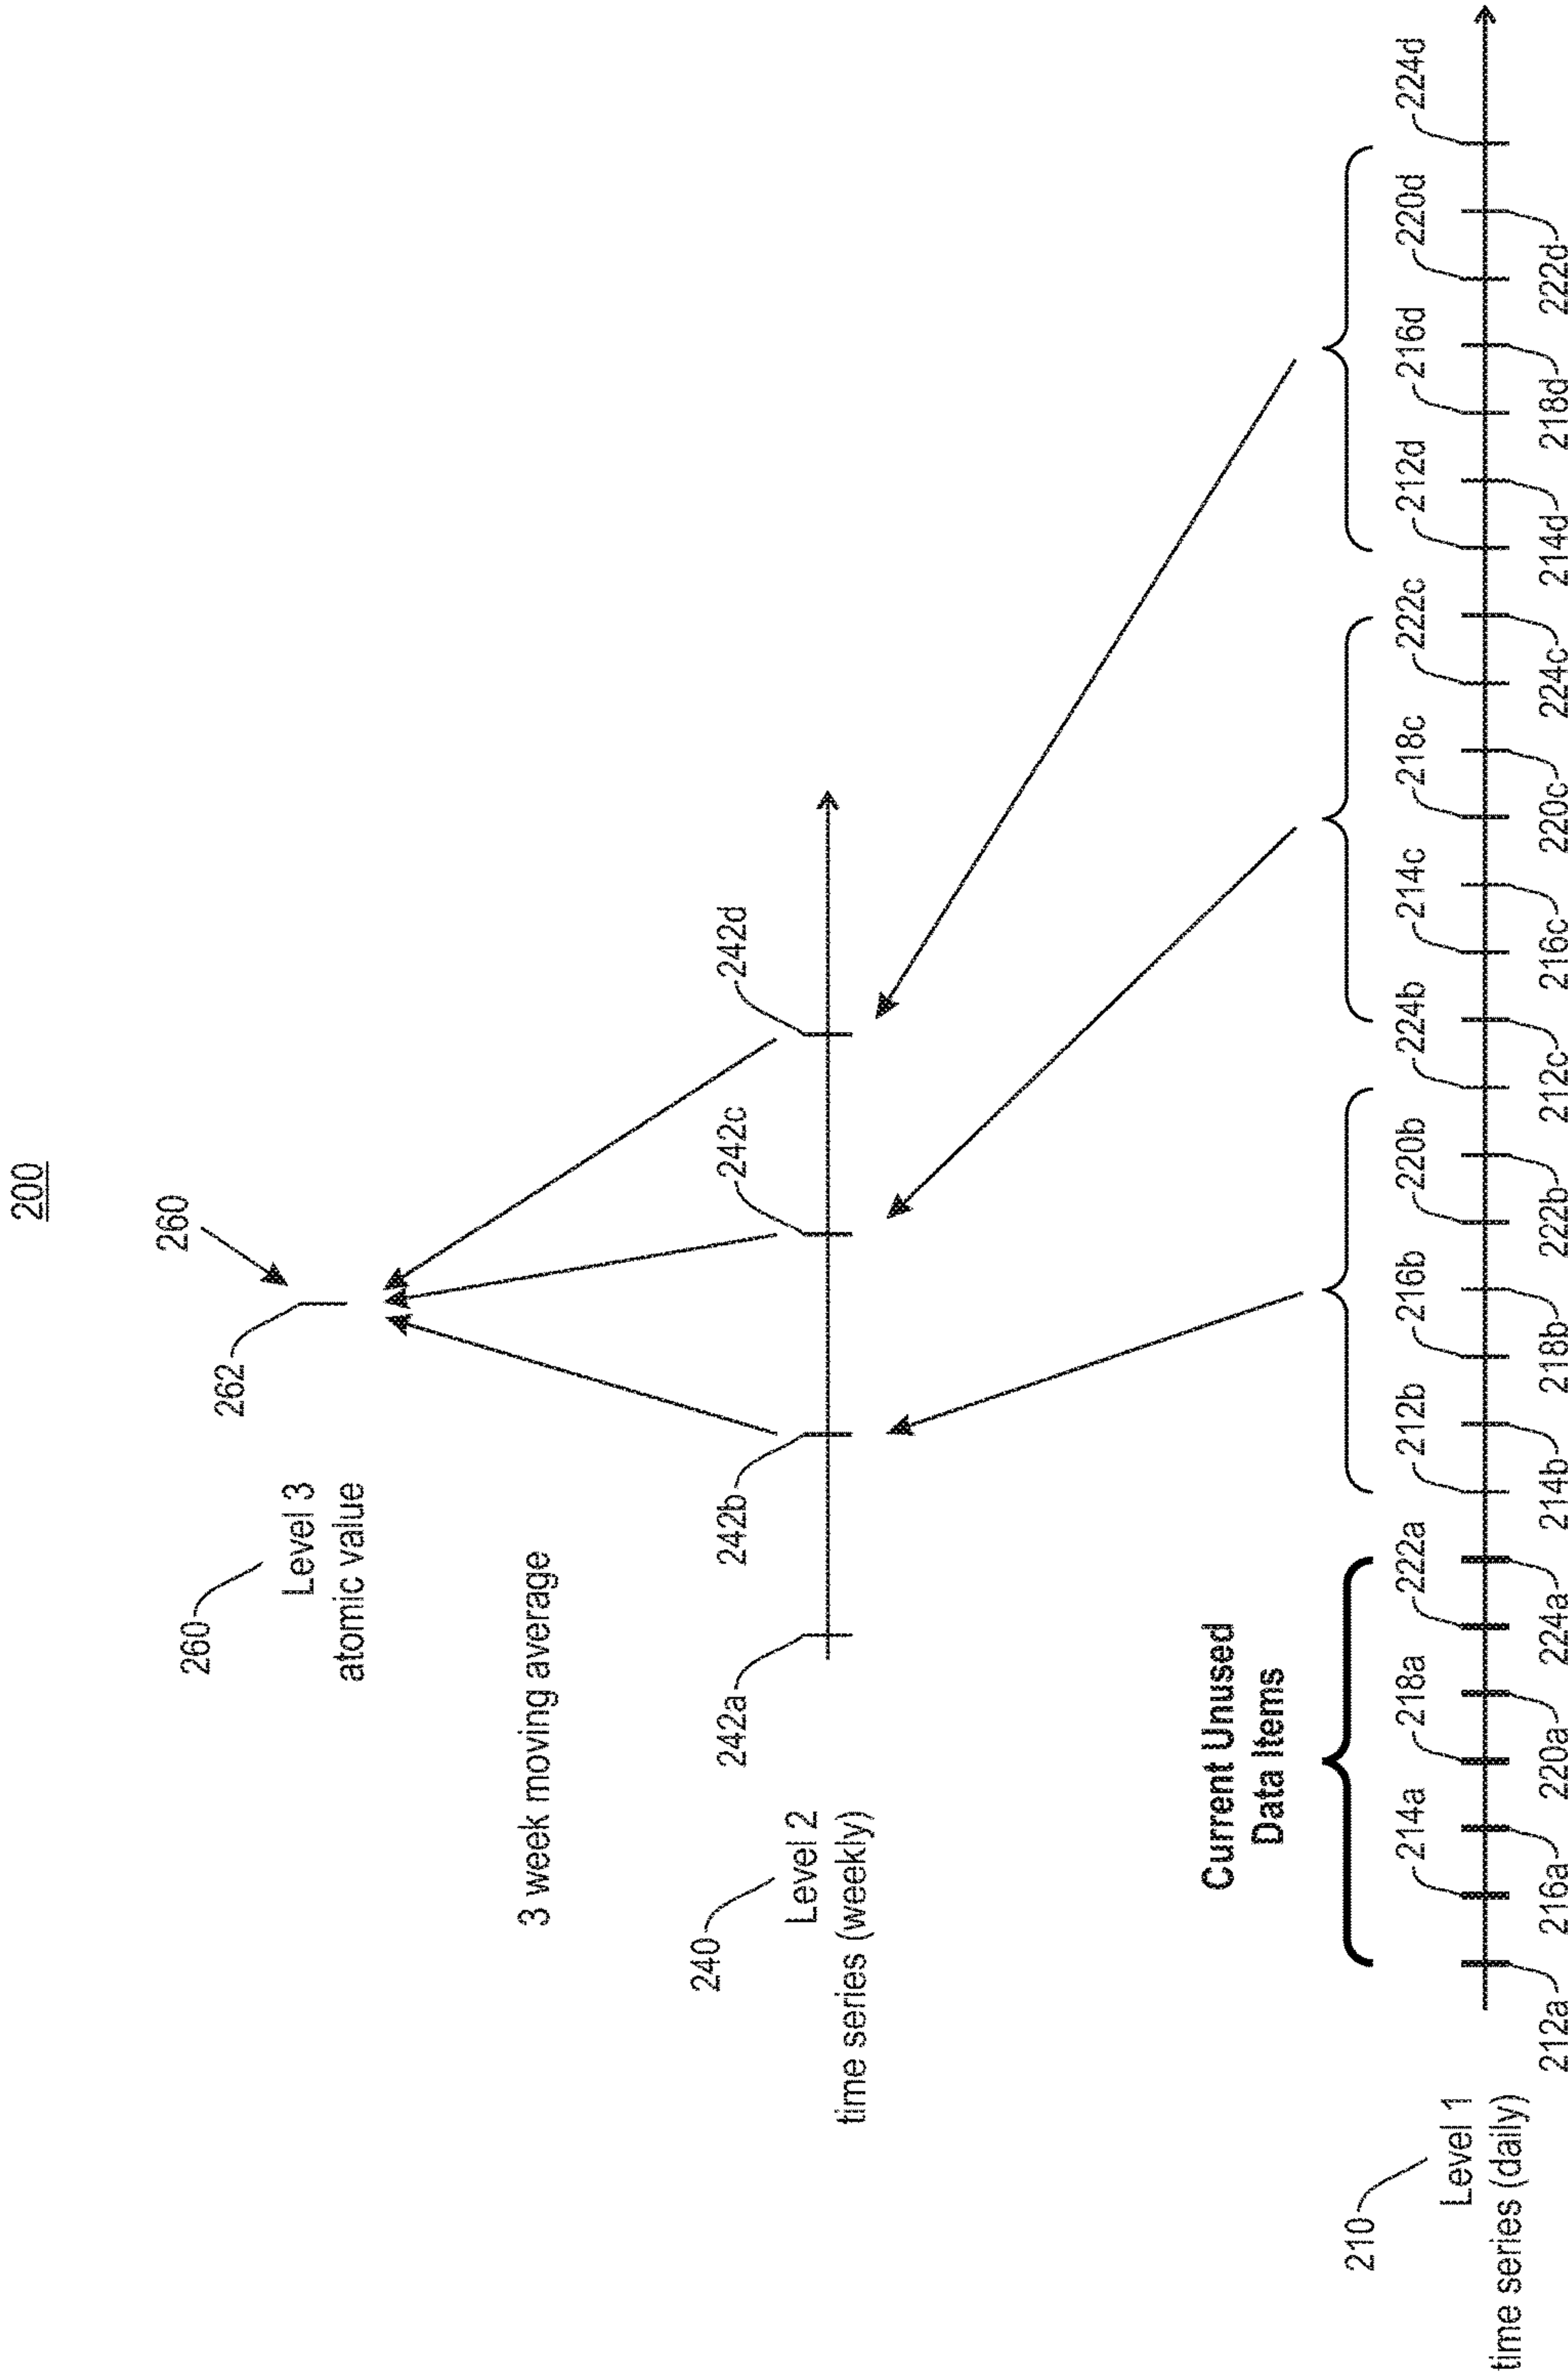 200
260
262
260
Level 3
atomic value
3 week moving average
242a
242b
242c
242d
240
Level 2
time series (weekly)
Current Unused
Data Items
214a
218a
222a
212b
216b
220b
224b
214c
218c
222c
212d
216d
220d
224d
210
Level 1
time series (daily)
212a
216a
220a
224a
214b
218b
222b
212c
216c
220c
224c
214d
218d
222d